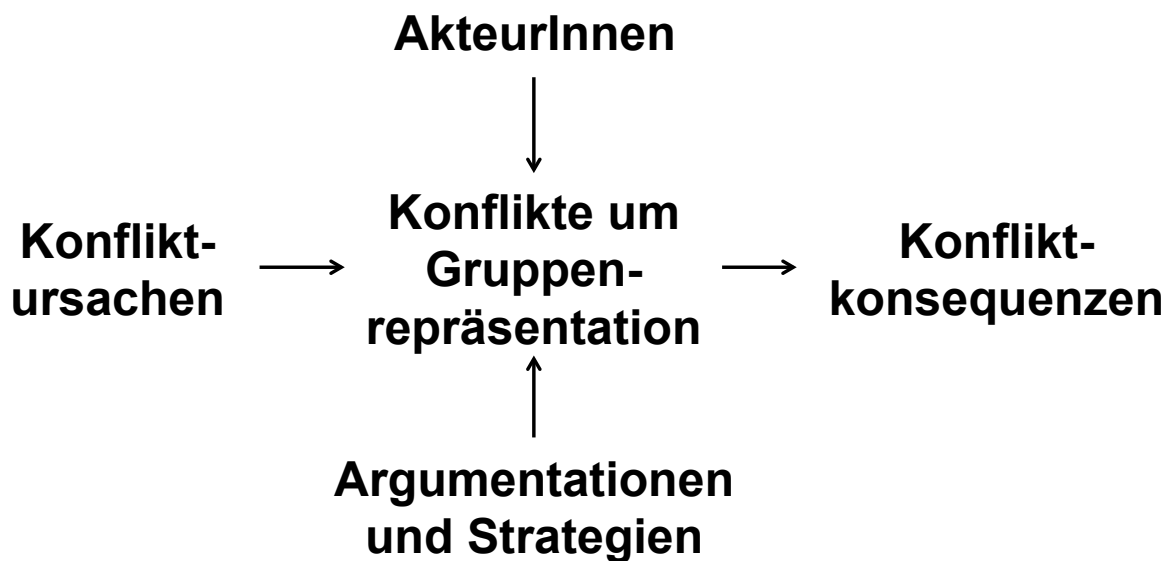 AkteurInnen
Konflikt-
ursachen
Konflikte um
Gruppen-
repräsentation
Konflikt-
konsequenzen
Argumentationen
und Strategien